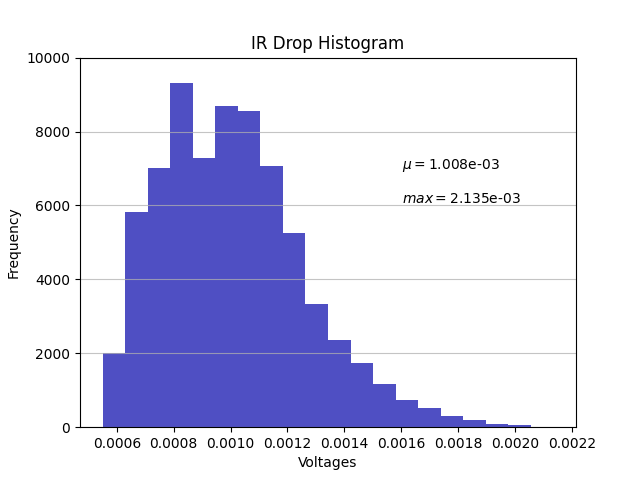 IR Drop Histogram
10000
8000
6000
4000
2000
0
Frequency
μ = 1.008e-03
max = 2.135e-03
0.0006 0.0008 0.0010 0.0012 0.0014 0.0016 0.0018 0.0020 0.0022
Voltages